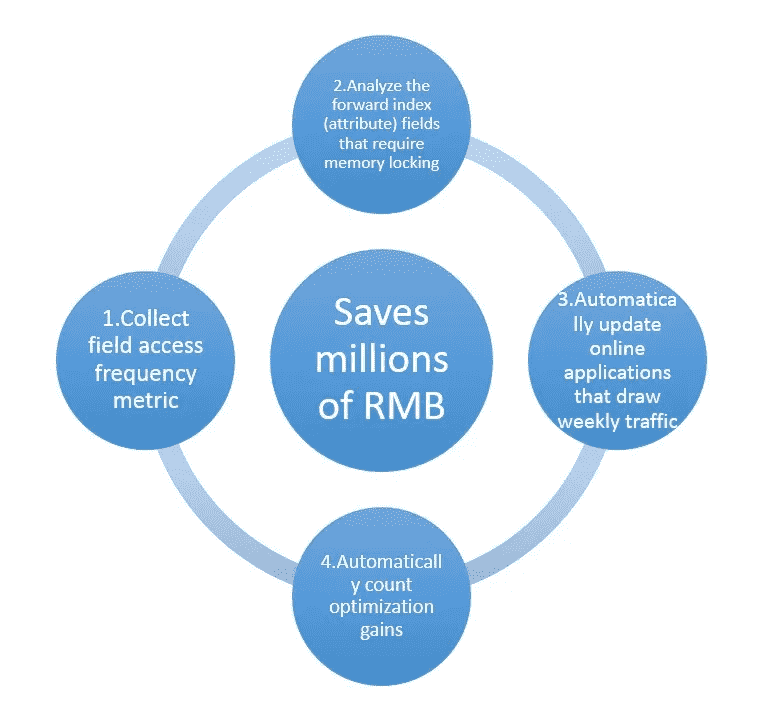 2.Analyze the
forward index
(attribute) fields
that require
memory locking
1.Collect
field access
frequency
metric
Saves
millions
of RMB
3.Automatica
lly update
online
applications
that draw
weekly traffic
4.Automaticall
y count
optimization
gains